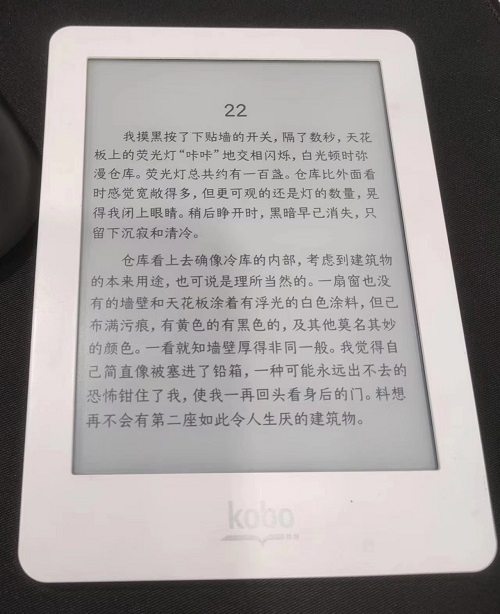 22
我摸黑按了下贴墙的开关，隔了数秒，天花
板上的荧光灯“咔咔”地交相闪烁，白光顿时弥
漫仓库。荧光灯总共约有一百盏。仓库比外面看
时感觉宽敞得多，但更可观的还是灯的数量，晃
得我闭上眼睛。稍后睁开时，黑暗早已消失，只
留下沉寂和清冷。
仓库看上去确像冷库的内部，考虑到建筑物
的本来用途，也可说是理所当然的。一扇窗也没
有的墙壁和天花板涂着有浮光的白色涂料，但已
布满污痕，有黄色的有黑色的，及其他莫名其妙
的颜色。一看就知墙壁厚得非同一般。我觉得自
己简直像被塞进了铅箱，一种可能永远出不去的
恐怖钳住了我，使我一再回头看身后的门。料想
再不会有第二座如此令人生厌的建筑物。
kobo